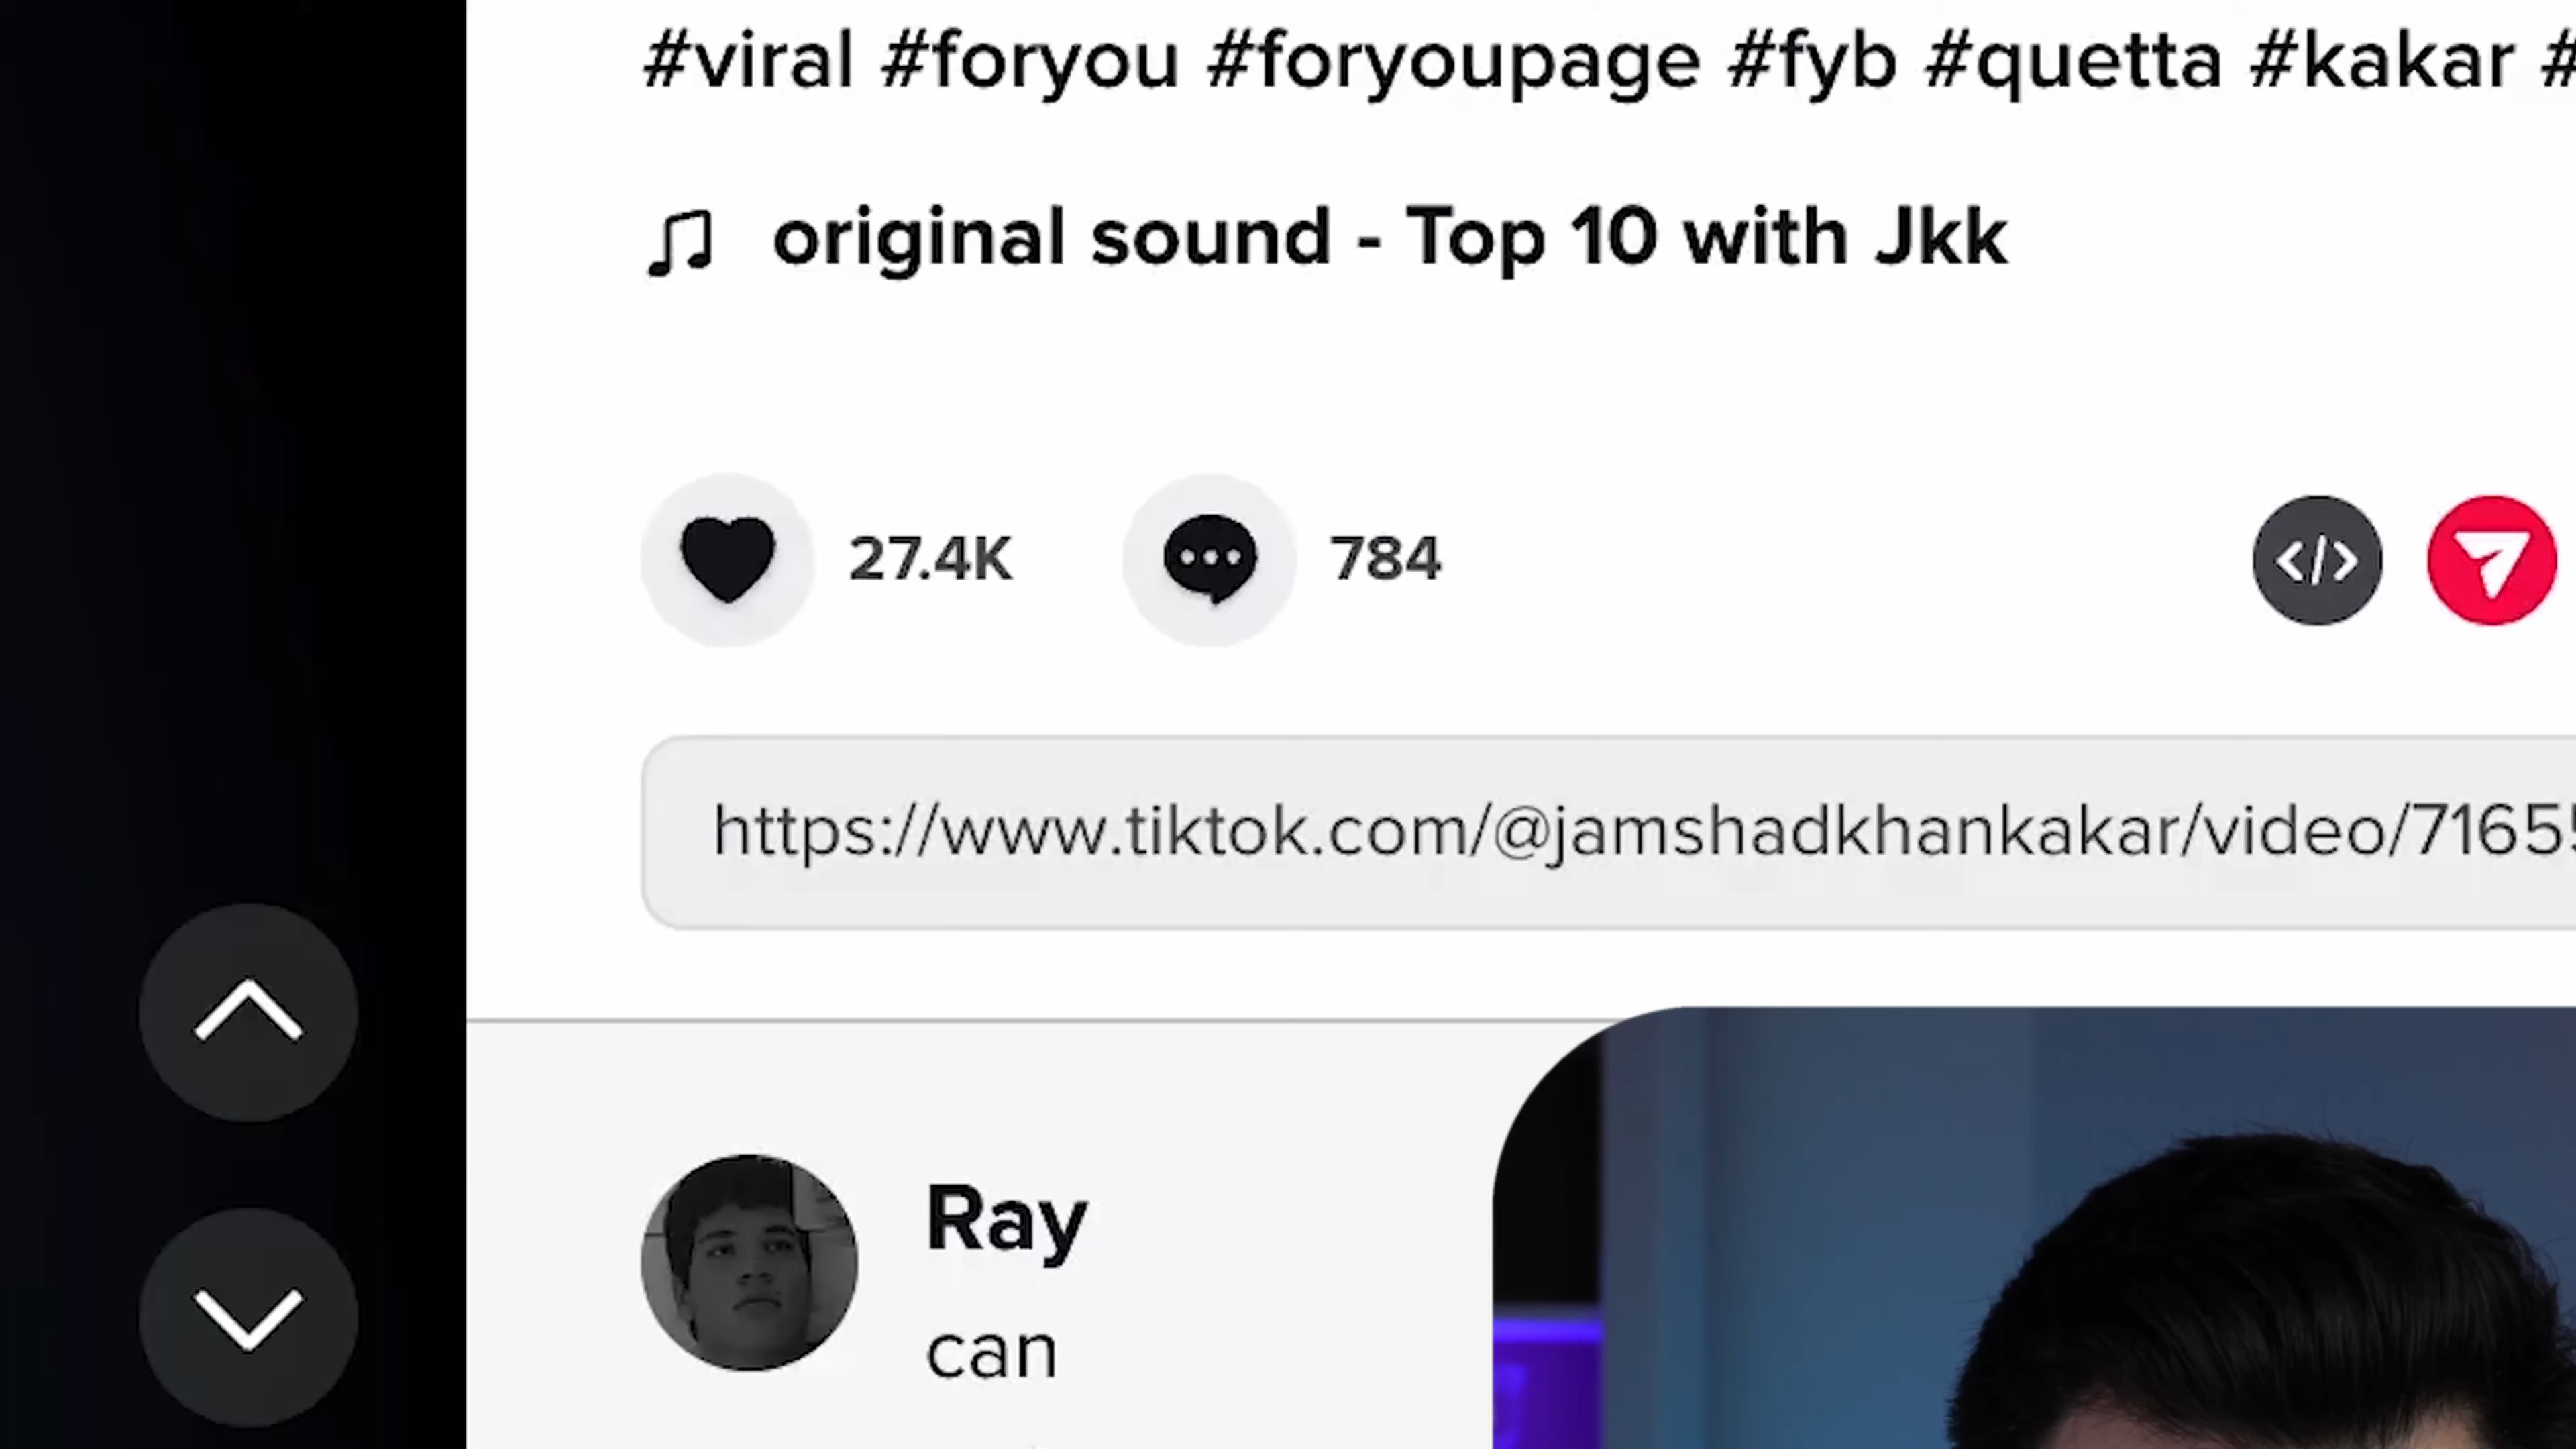 #viral #foryou #foryoupage #fyb #quetta #kakar #
original sound - Top 10 with Jkk
27.4K 784
https://www.tiktok.com/@jamshadkhankakar/video/7165
Ray
can